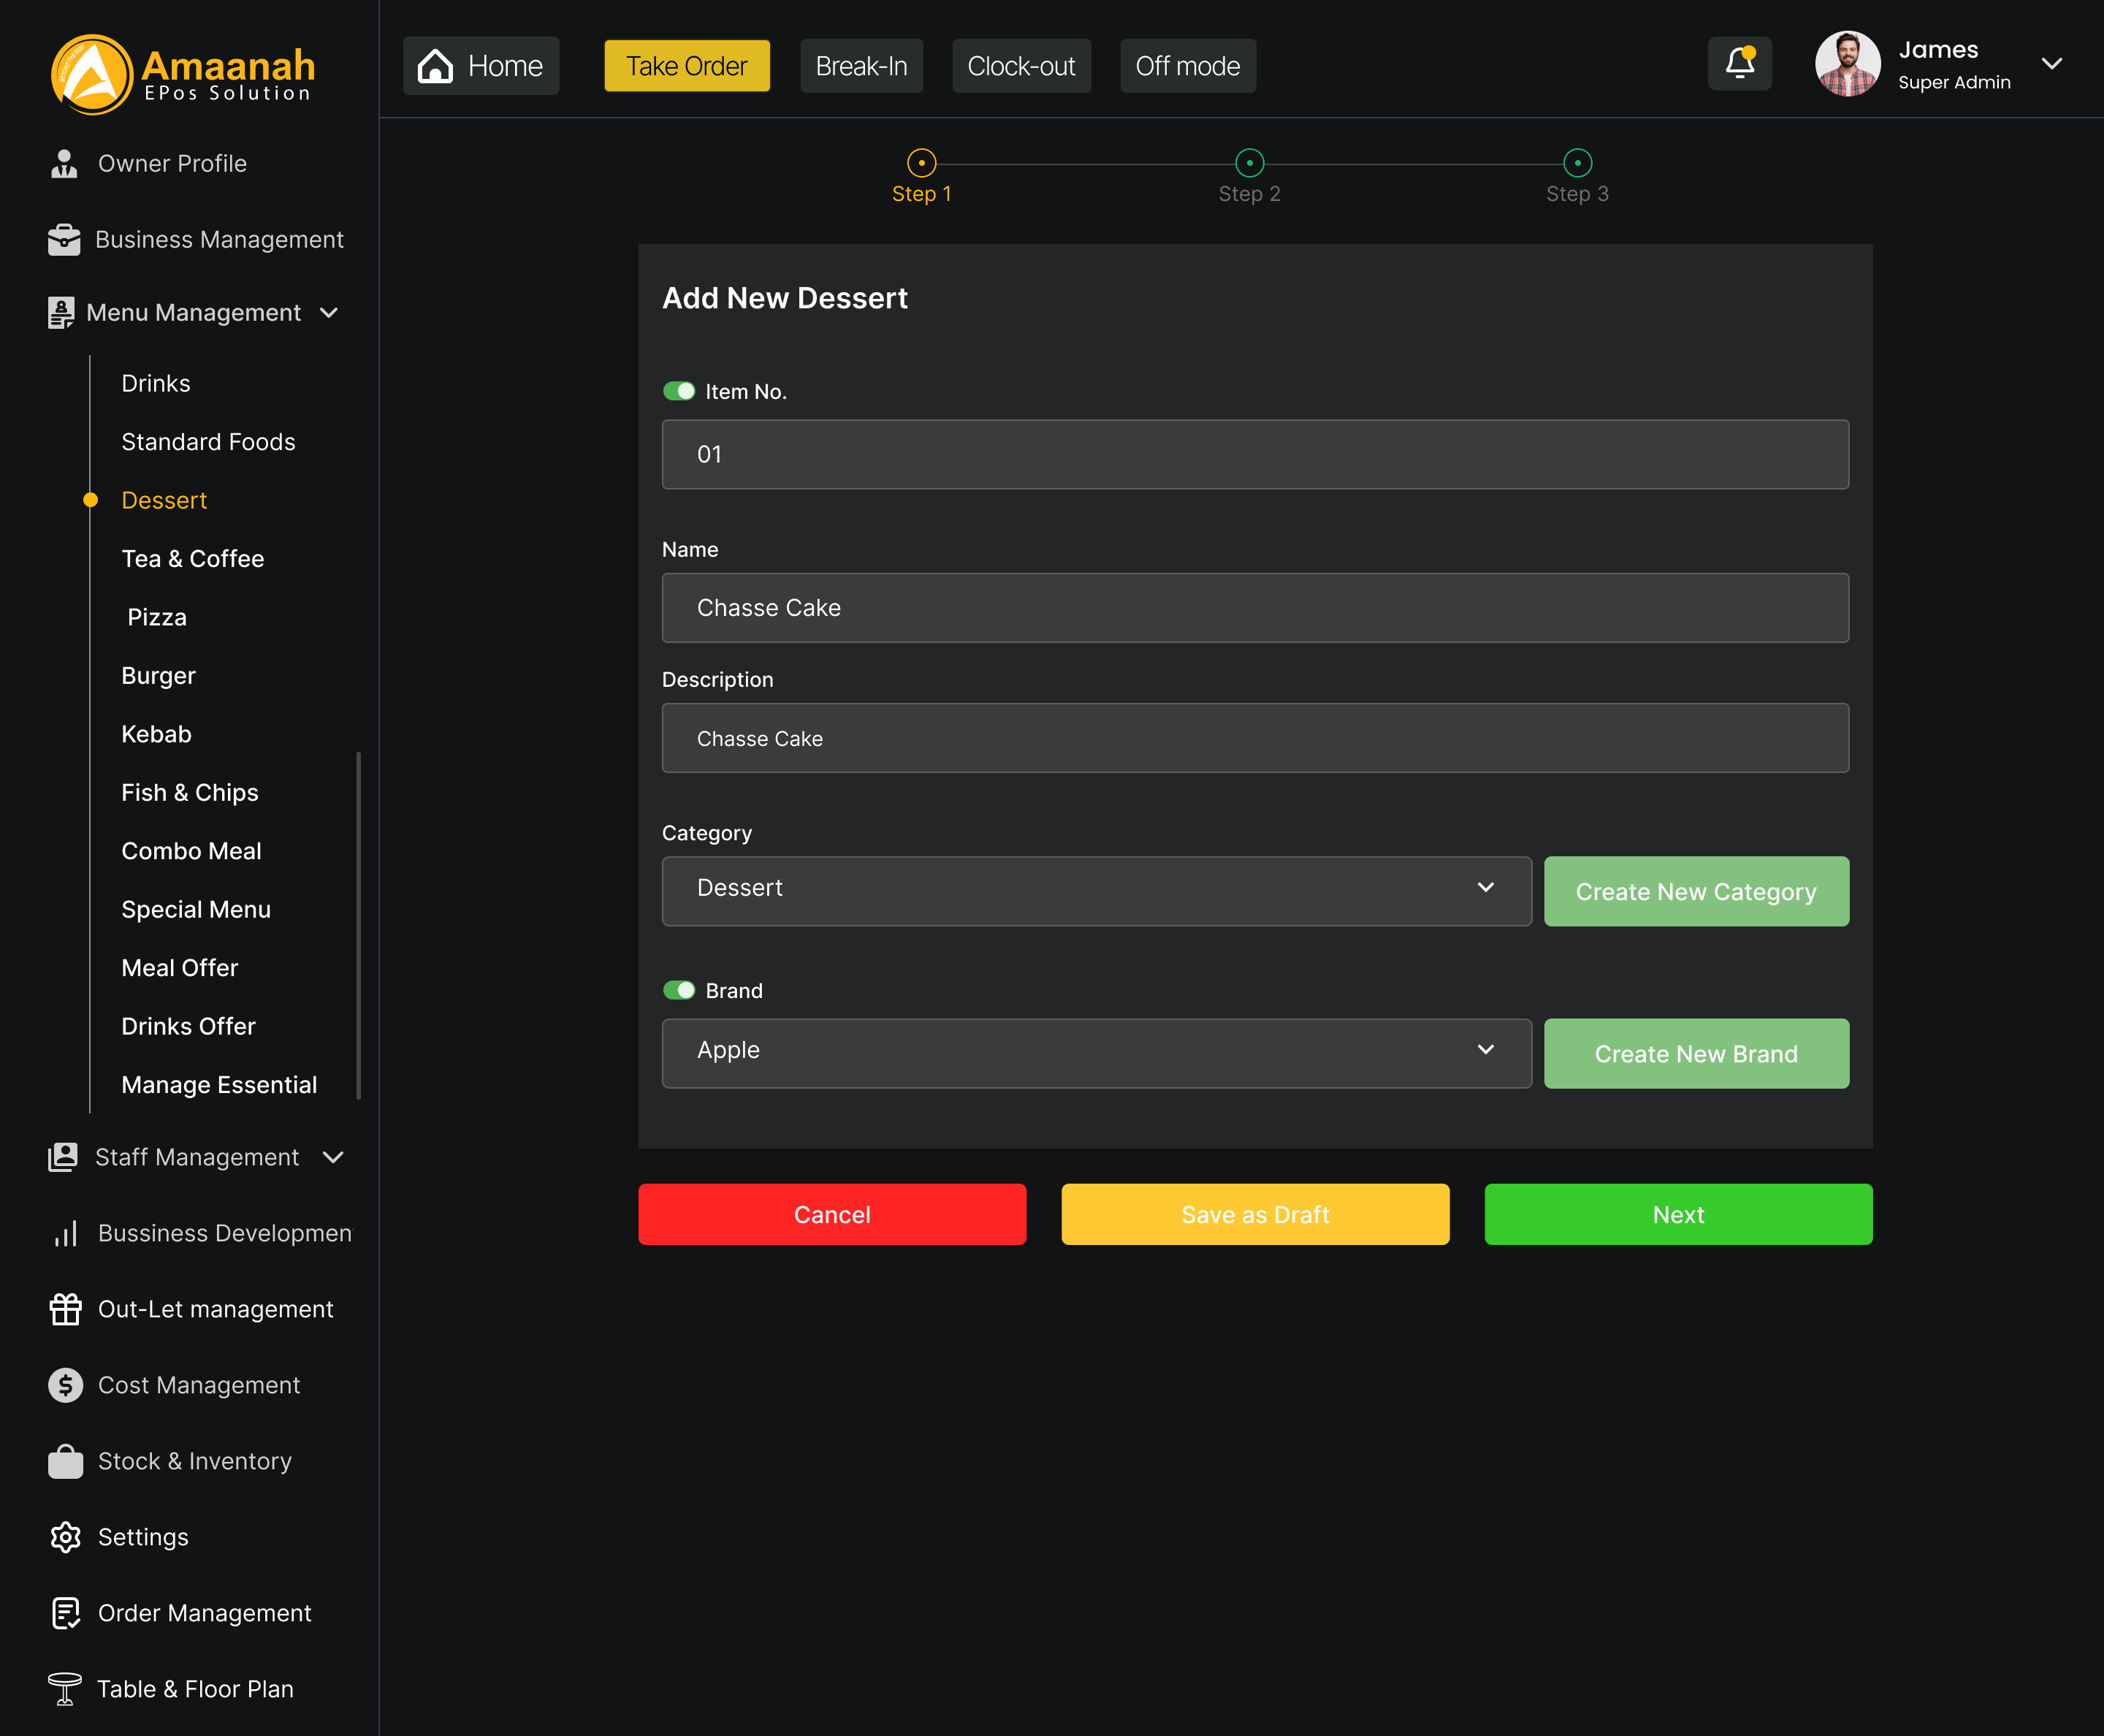 Amaanah
EPos Solution
Home
Take Order
Break-In
Clock-out
Off mode
James
Super Admin
Owner Profile
Business Management
Menu Management
Drinks
Standard Foods
Dessert
Tea & Coffee
Pizza
Burger
Kebab
Fish & Chips
Combo Meal
Special Menu
Meal Offer
Drinks Offer
Manage Essential
Staff Management
Bussiness Developmen
Out-Let management
Cost Management
Stock & Inventory
Settings
Order Management
Table & Floor Plan
Step 1
Step 2
Step 3
Add New Dessert
Item No.
01
Name
Chasse Cake
Description
Chasse Cake
Category
Dessert
Create New Category
Brand
Apple
Create New Brand
Cancel
Save as Draft
Next